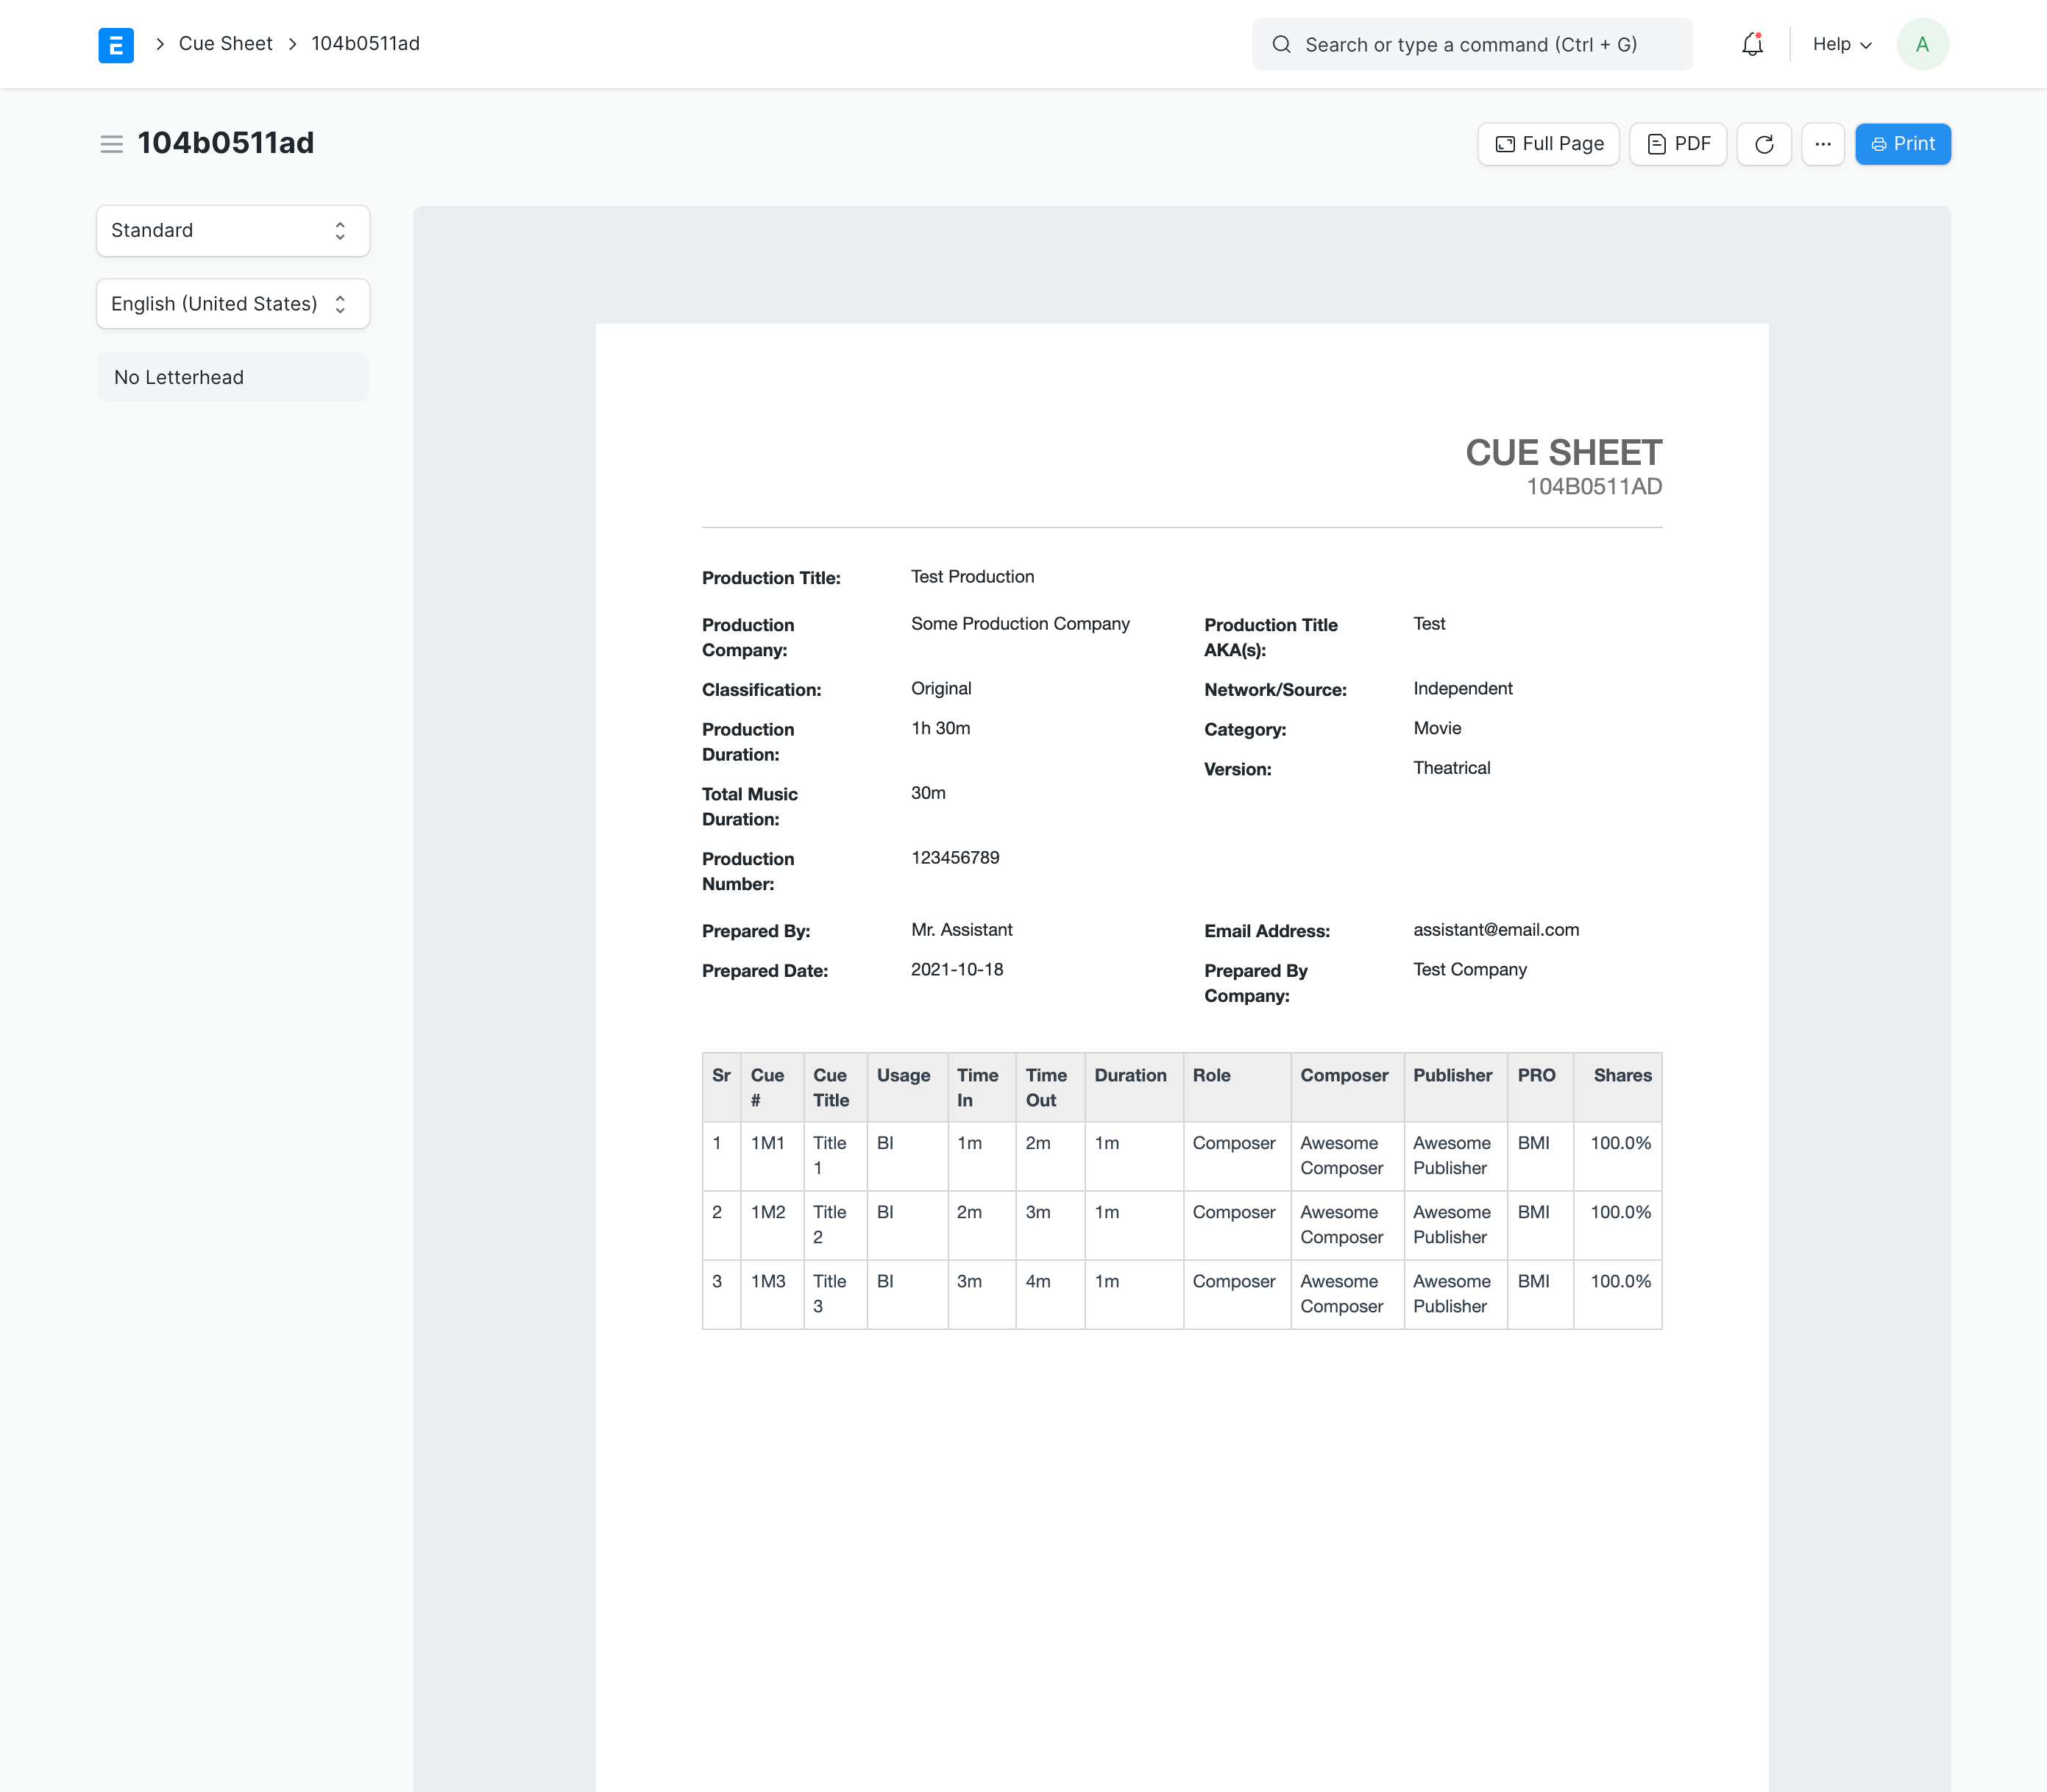 E > Cue Sheet > 104b0511ad
Search or type a command (Ctrl + G)
Help
A
104b0511ad
Full Page
PDF
...
Print
Standard
English (United States)
No Letterhead
CUE SHEET
104B0511AD
Production Title: Test Production
Production Company: Some Production Company
Production Title AKA(s): Test
Classification: Original
Network/Source: Independent
Production Duration: 1h 30m
Category: Movie
Version: Theatrical
Total Music Duration: 30m
Production Number: 123456789
Prepared By: Mr. Assistant
Email Address: assistant@email.com
Prepared Date: 2021-10-18
Prepared By Company: Test Company
Sr Cue # Cue Title Usage Time In Time Out Duration Role Composer Publisher PRO Shares
1 1M1 Title 1 BI 1m 2m 1m Composer Awesome Composer Awesome Publisher BMI 100.0%
2 1M2 Title 2 BI 2m 3m 1m Composer Awesome Composer Awesome Publisher BMI 100.0%
3 1M3 Title 3 BI 3m 4m 1m Composer Awesome Composer Awesome Publisher BMI 100.0%